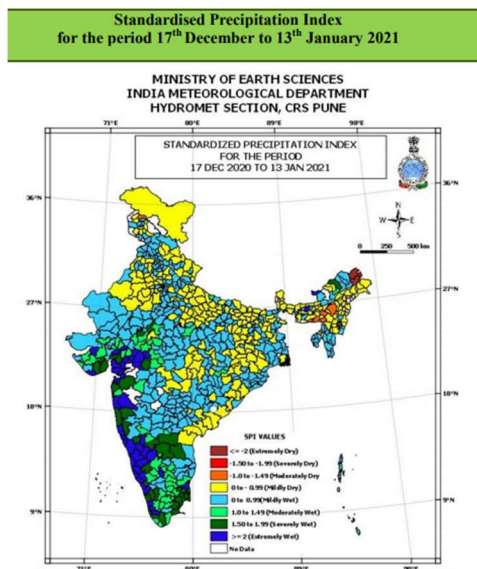 Standardised Precipitation Index
for the period 17th December to 13th January 2021
MINISTRY OF EARTH SCIENCES
INDIA METEOROLOGICAL DEPARTMENT
HYDROMET SECTION, CRS PUNE
71°E 80°E 89°E 98°E
STANDARDIZED PRECIPITATION INDEX
FOR THE PERIOD
17 DEC 2020 TO 13 JAN 2021
36°N 36°N
N
W E
S
0 250 500 km
27°N 27°N
18°N 18°N
SPI VALUES
<= -2 (Extremely Dry)
-1.50 to -1.99 (Severely Dry)
-1.0 to -1.49 (Moderately Dry
0 to -0.99 (Mildly Dry)
0 to 0.99(Mildly Wet)
1.0 to 1.49 (Moderately Wet)
1.50 to 1.99 (Severely Wet)
>= 2 (Extremely Wet)
No Data
9°N 9°N
71°E 80°E 89°E